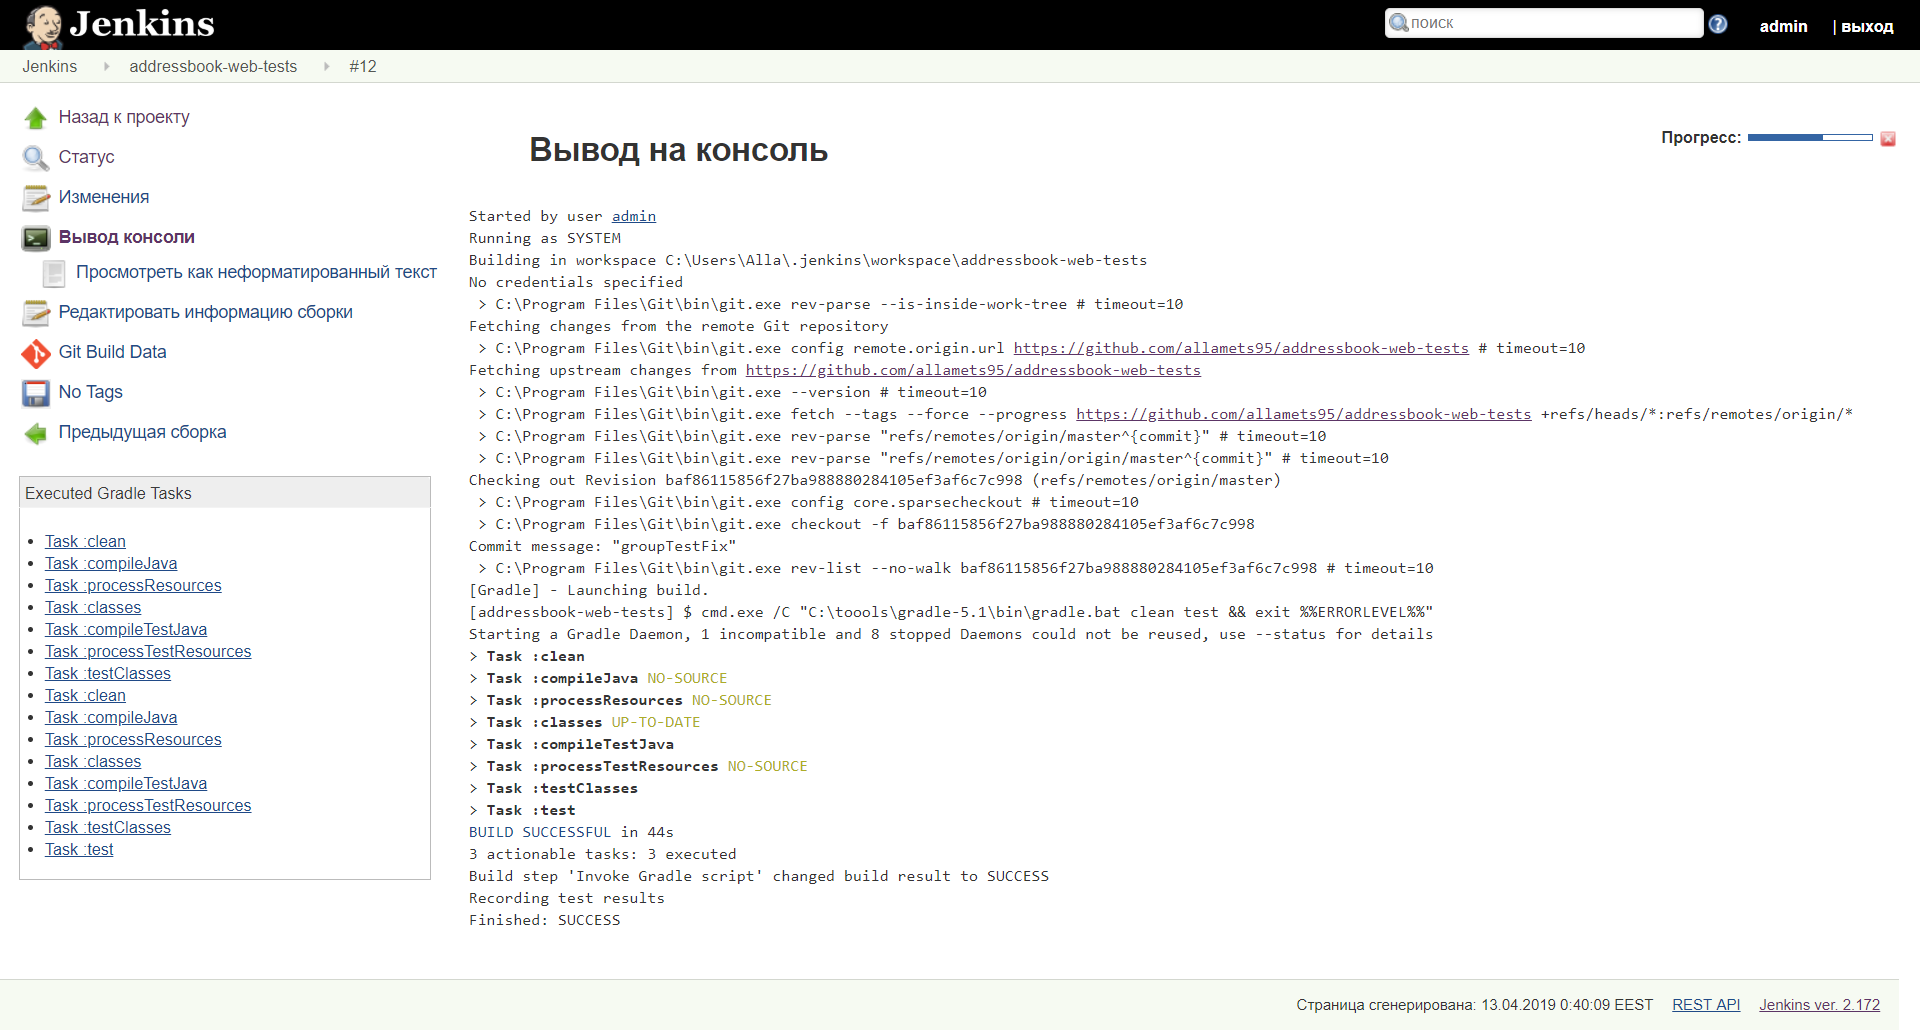 Jenkins
поиск
admin
| выход
Jenkins
addressbook-web-tests
#12
Назад к проекту
Статус
Изменения
Вывод консоли
Просмотреть как неформатированный текст
Редактировать информацию сборки
Git Build Data
No Tags
Предыдущая сборка
Executed Gradle Tasks
Task :clean
Task :compileJava
Task :processResources
Task :classes
Task :compileTestJava
Task :processTestResources
Task :testClasses
Task :clean
Task :compileJava
Task :processResources
Task :classes
Task :compileTestJava
Task :processTestResources
Task :testClasses
Task :test
Вывод на консоль
Прогресс:
Started by user admin
Running as SYSTEM
Building in workspace C:\Users\Alla\.jenkins\workspace\addressbook-web-tests
No credentials specified
> C:\Program Files\Git\bin\git.exe rev-parse --is-inside-work-tree # timeout=10
Fetching changes from the remote Git repository
> C:\Program Files\Git\bin\git.exe config remote.origin.url https://github.com/allamets95/addressbook-web-tests # timeout=10
Fetching upstream changes from https://github.com/allamets95/addressbook-web-tests
> C:\Program Files\Git\bin\git.exe --version # timeout=10
> C:\Program Files\Git\bin\git.exe fetch --tags --force --progress https://github.com/allamets95/addressbook-web-tests +refs/heads/*:refs/remotes/origin/*
> C:\Program Files\Git\bin\git.exe rev-parse "refs/remotes/origin/master^{commit}" # timeout=10
> C:\Program Files\Git\bin\git.exe rev-parse "refs/remotes/origin/origin/master^{commit}" # timeout=10
Checking out Revision baf86115856f27ba988880284105ef3af6c7c998 (refs/remotes/origin/master)
> C:\Program Files\Git\bin\git.exe config core.sparsecheckout # timeout=10
> C:\Program Files\Git\bin\git.exe checkout -f baf86115856f27ba988880284105ef3af6c7c998
Commit message: "groupTestFix"
> C:\Program Files\Git\bin\git.exe rev-list --no-walk baf86115856f27ba988880284105ef3af6c7c998 # timeout=10
[Gradle] - Launching build.
[addressbook-web-tests] $ cmd.exe /C "C:\toools\gradle-5.1\bin\gradle.bat clean test && exit %%ERRORLEVEL%%"
Starting a Gradle Daemon, 1 incompatible and 8 stopped Daemons could not be reused, use --status for details
> Task :clean
> Task :compileJava NO-SOURCE
> Task :processResources NO-SOURCE
> Task :classes UP-TO-DATE
> Task :compileTestJava
> Task :processTestResources NO-SOURCE
> Task :testClasses
> Task :test
BUILD SUCCESSFUL in 44s
3 actionable tasks: 3 executed
Build step 'Invoke Gradle script' changed build result to SUCCESS
Recording test results
Finished: SUCCESS
Страница сгенерирована: 13.04.2019 0:40:09 EEST
REST API
Jenkins ver. 2.172